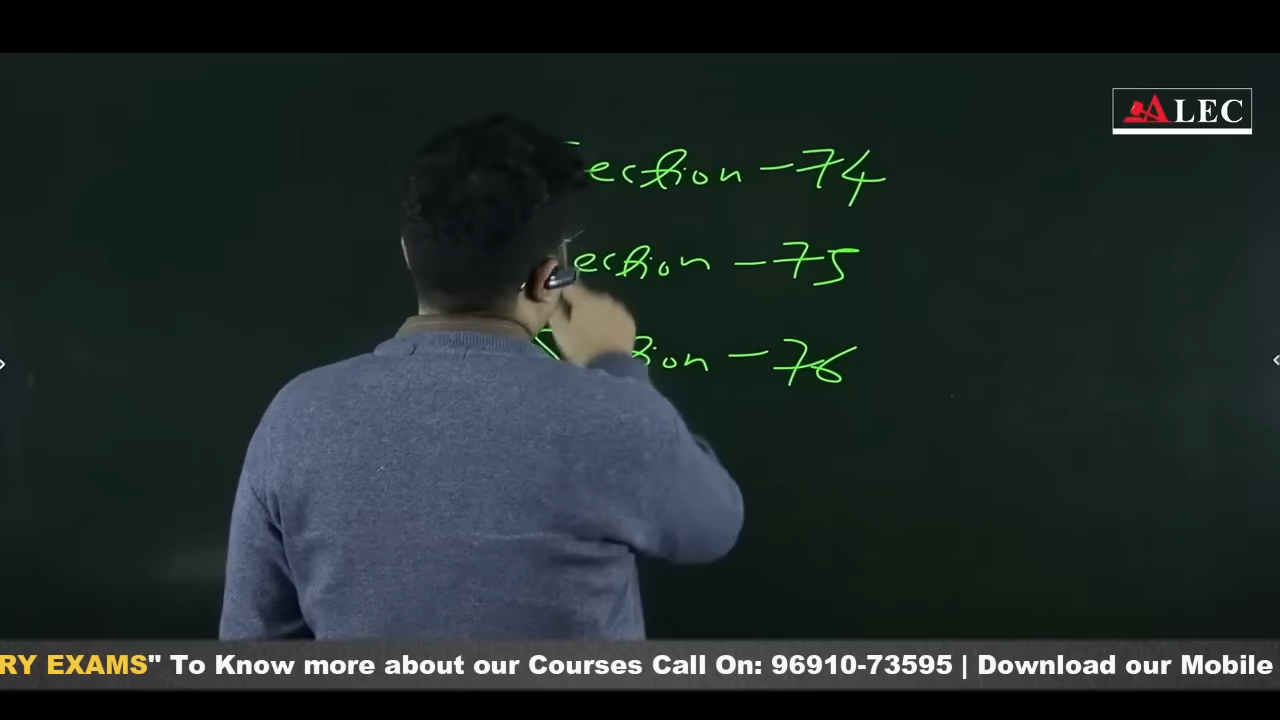 ALEC
ection - 74
ection - 75
ion - 76
RY EXAMS" To Know more about our Courses Call On: 96910-73595 | Download our Mobile